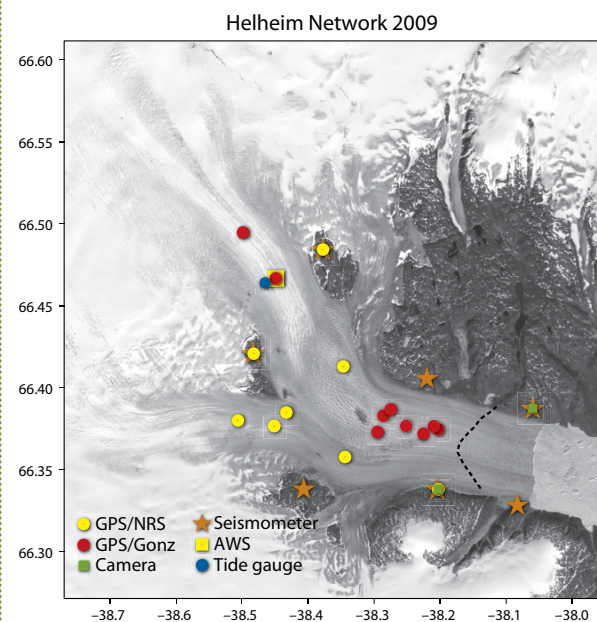 Helheim Network 2009
66.60
66.55
66.50
66.45
66.40
66.35
66.30
GPS/NRS
Seismometer
GPS/Gonz
AWS
Camera
Tide gauge
−38.7 −38.6 −38.5 −38.4 −38.3 −38.2 −38.1 −38.0